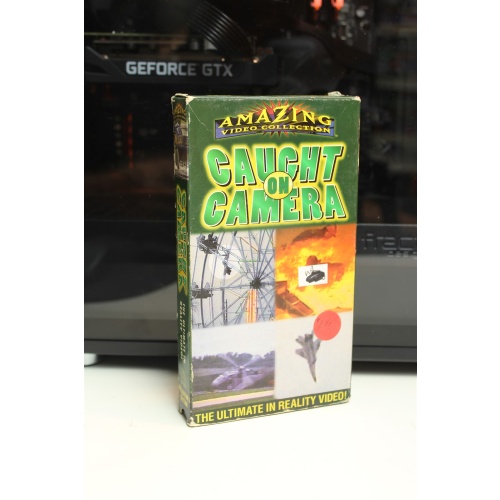 GEFORCE GTX
AMAZING
VIDEO COLLECTION
CAUGHT
ON
CAMERA
THE ULTIMATE IN REALITY VIDEO!